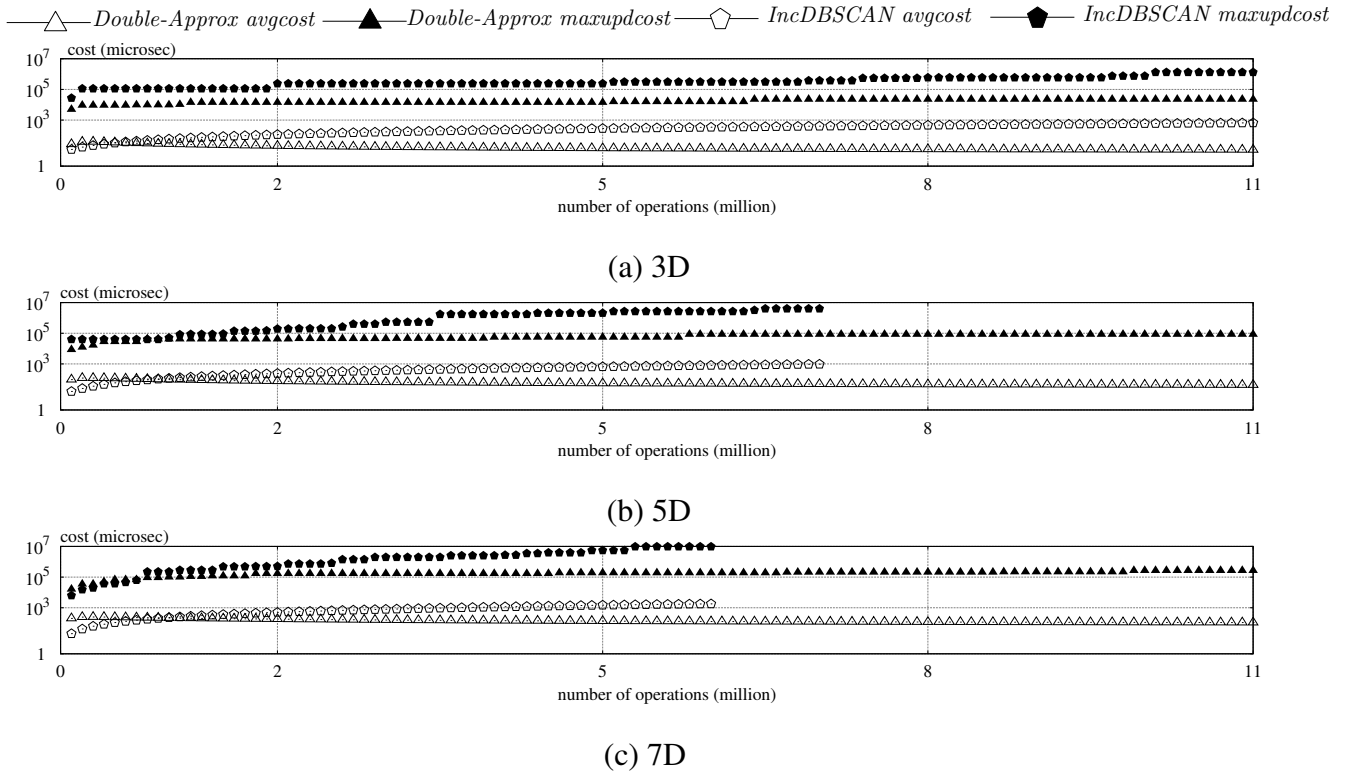 Double-Approx avgcost Double-Approx maxupdcost IncDBSCAN avgcost IncDBSCAN maxupdcost
cost (microsec)
10^7
10^5
10^3
1
0 2 5 8 11
number of operations (million)
(a) 3D
cost (microsec)
10^7
10^5
10^3
1
0 2 5 8 11
number of operations (million)
(b) 5D
cost (microsec)
10^7
10^5
10^3
1
0 2 5 8 11
number of operations (million)
(c) 7D